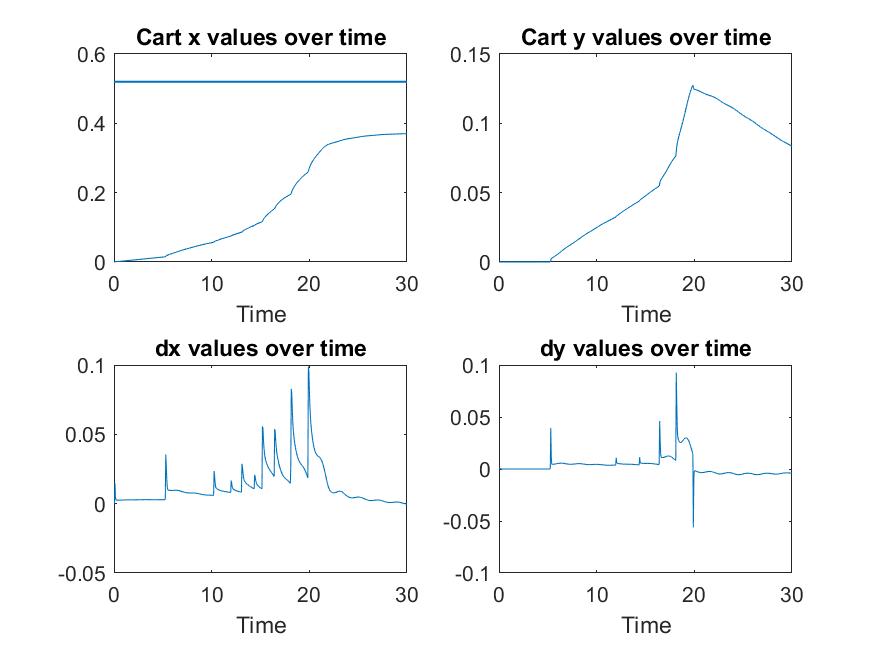 Cart x values over time
0.6
0.4
0.2
0
0 10 20 30
Time
Cart y values over time
0.15
0.1
0.05
0
0 10 20 30
Time
dx values over time
0.1
0.05
0
-0.05
0 10 20 30
Time
dy values over time
0.1
0.05
0
-0.05
-0.1
0 10 20 30
Time